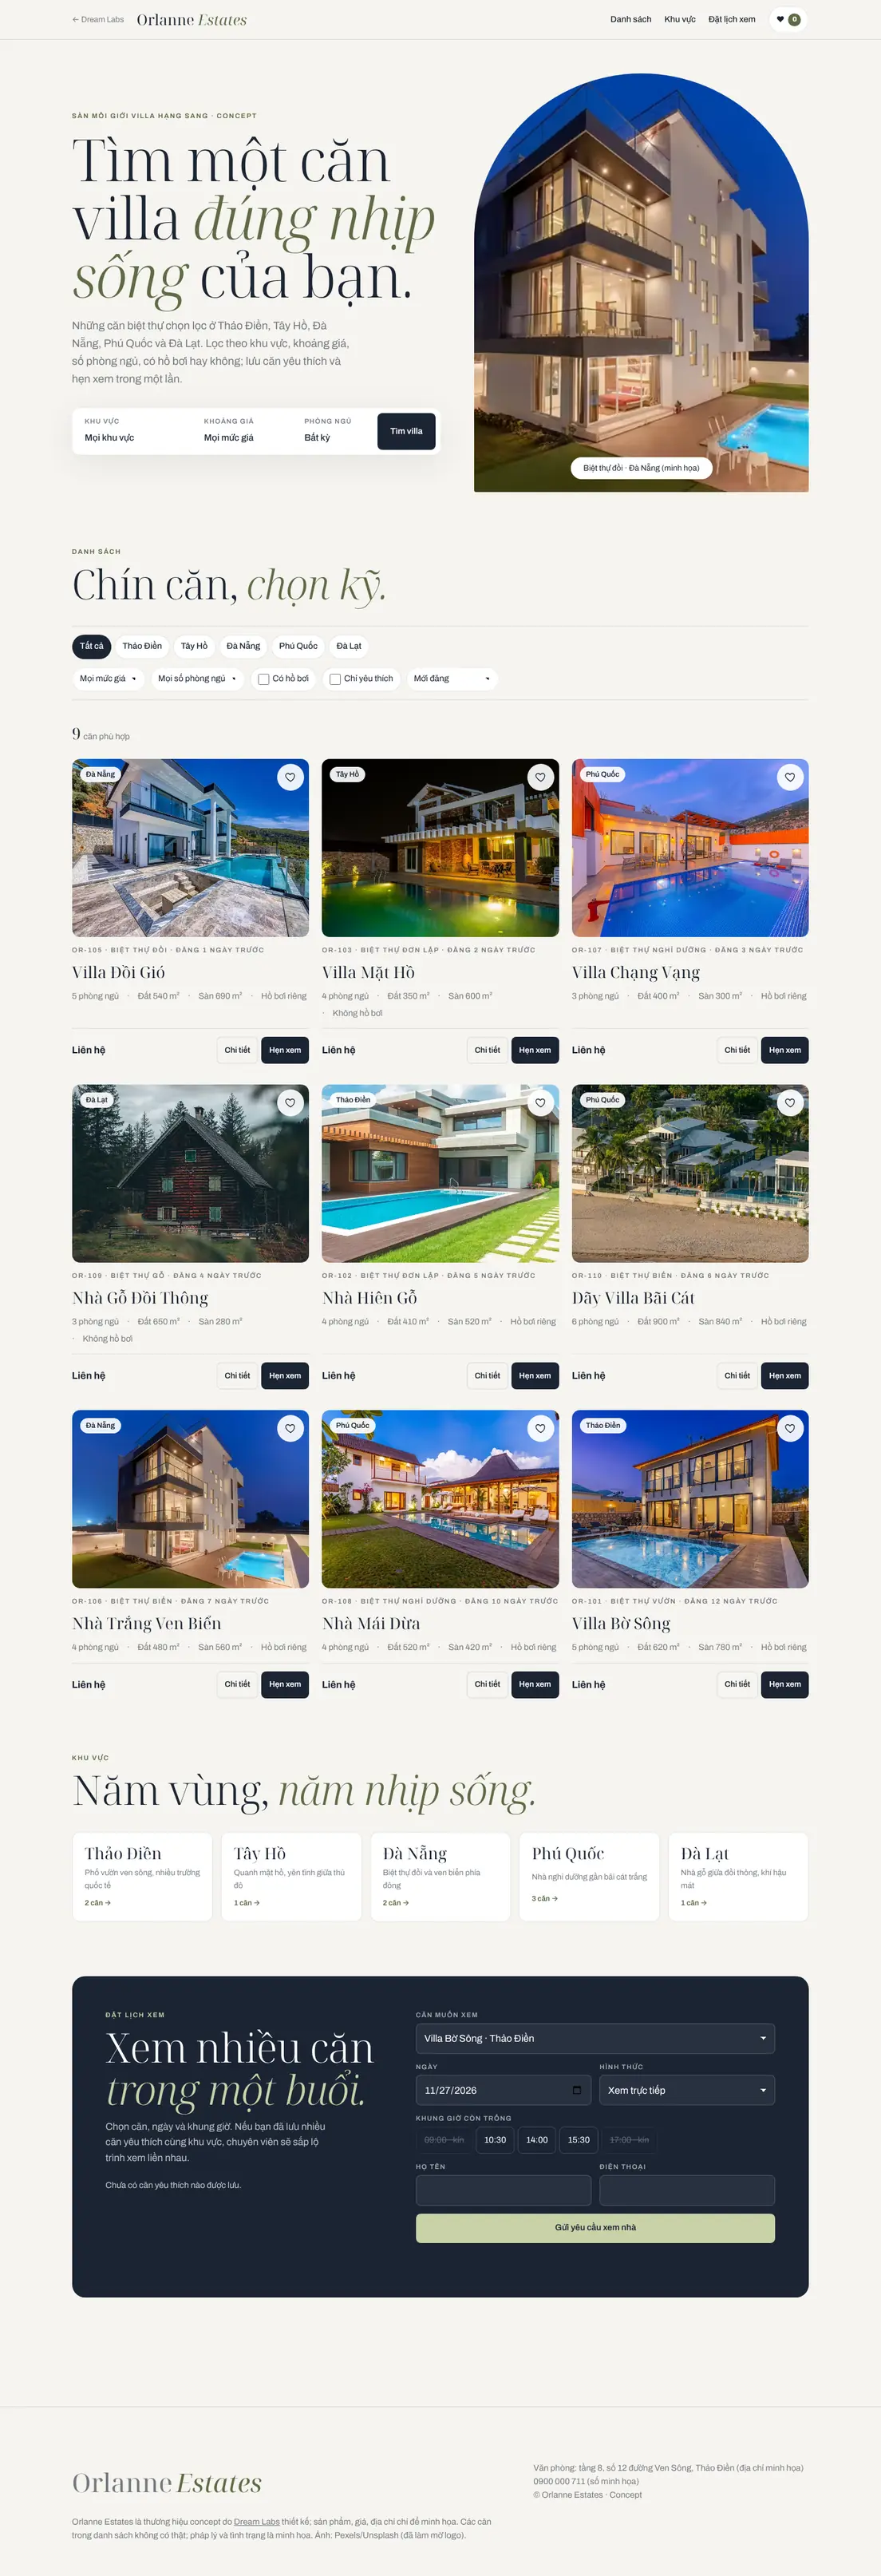 ← Dream Labs Orlanne Estates Danh sách Khu vực Đặt lịch xem ♥ 0
SÀN MÔI GIỚI VILLA HẠNG SANG · CONCEPT
Tìm một căn
villa đúng nhịp
sống của bạn.
Những căn biệt thự chọn lọc ở Thảo Điền, Tây Hồ, Đà
Nẵng, Phú Quốc và Đà Lạt. Lọc theo khu vực, khoảng giá,
số phòng ngủ, có hồ bơi hay không; lưu căn yêu thích và
hẹn xem trong một lần.
KHU VỰC KHOẢNG GIÁ PHÒNG NGỦ
Mọi khu vực Mọi mức giá Bất kỳ Tìm villa
Biệt thự đồi · Đà Nẵng (minh họa)
DANH SÁCH
Chín căn, chọn kỹ.
Tất cả Thảo Điền Tây Hồ Đà Nẵng Phú Quốc Đà Lạt
Mọi mức giá Mọi số phòng ngủ Có hồ bơi Chỉ yêu thích Mới đăng
9 căn phù hợp
Đà Nẵng Tây Hồ Phú Quốc
OR-105 · BIỆT THỰ ĐỒI · ĐĂNG 1 NGÀY TRƯỚC OR-103 · BIỆT THỰ ĐƠN LẬP · ĐĂNG 2 NGÀY TRƯỚC OR-107 · BIỆT THỰ NGHỈ DƯỠNG · ĐĂNG 3 NGÀY TRƯỚC
Villa Đồi Gió Villa Mặt Hồ Villa Chạng Vạng
5 phòng ngủ · Đất 540 m² · Sàn 690 m² · Hồ bơi riêng 4 phòng ngủ · Đất 350 m² · Sàn 600 m² 3 phòng ngủ · Đất 400 m² · Sàn 300 m² · Hồ bơi riêng
· Không hồ bơi
Liên hệ Chi tiết Hẹn xem Liên hệ Chi tiết Hẹn xem Liên hệ Chi tiết Hẹn xem
Đà Lạt Thảo Điền Phú Quốc
OR-109 · BIỆT THỰ GỖ · ĐĂNG 4 NGÀY TRƯỚC OR-102 · BIỆT THỰ ĐƠN LẬP · ĐĂNG 5 NGÀY TRƯỚC OR-110 · BIỆT THỰ BIỂN · ĐĂNG 6 NGÀY TRƯỚC
Nhà Gỗ Đồi Thông Nhà Hiên Gỗ Dãy Villa Bãi Cát
3 phòng ngủ · Đất 650 m² · Sàn 280 m² 4 phòng ngủ · Đất 410 m² · Sàn 520 m² · Hồ bơi riêng 6 phòng ngủ · Đất 900 m² · Sàn 840 m² · Hồ bơi riêng
· Không hồ bơi
Liên hệ Chi tiết Hẹn xem Liên hệ Chi tiết Hẹn xem Liên hệ Chi tiết Hẹn xem
Đà Nẵng Phú Quốc Thảo Điền
OR-106 · BIỆT THỰ BIỂN · ĐĂNG 7 NGÀY TRƯỚC OR-108 · BIỆT THỰ NGHỈ DƯỠNG · ĐĂNG 10 NGÀY TRƯỚC OR-101 · BIỆT THỰ VƯỜN · ĐĂNG 12 NGÀY TRƯỚC
Nhà Trắng Ven Biển Nhà Mái Dừa Villa Bờ Sông
4 phòng ngủ · Đất 480 m² · Sàn 560 m² · Hồ bơi riêng 4 phòng ngủ · Đất 520 m² · Sàn 420 m² · Hồ bơi riêng 5 phòng ngủ · Đất 620 m² · Sàn 780 m² · Hồ bơi riêng
Liên hệ Chi tiết Hẹn xem Liên hệ Chi tiết Hẹn xem Liên hệ Chi tiết Hẹn xem
KHU VỰC
Năm vùng, năm nhịp sống.
Thảo Điền Tây Hồ Đà Nẵng Phú Quốc Đà Lạt
Phố vườn ven sông, nhiều trường Quanh mặt hồ, yên tĩnh giữa thủ Biệt thự đồi và ven biển phía Nhà nghỉ dưỡng gần bãi cát trắng Nhà gỗ giữa đồi thông, khí hậu
quốc tế đô đông mát
2 căn → 1 căn → 2 căn → 3 căn → 1 căn →
ĐẶT LỊCH XEM
Xem nhiều căn
trong một buổi.
Chọn căn, ngày và khung giờ. Nếu bạn đã lưu nhiều
căn yêu thích cùng khu vực, chuyên viên sẽ sắp lộ
trình xem liền nhau.
Chưa có căn yêu thích nào được lưu.
CĂN MUỐN XEM
Villa Bờ Sông · Thảo Điền
NGÀY HÌNH THỨC
11/27/2026 Xem trực tiếp
KHUNG GIỜ CÒN TRỐNG
09:00 · kín 10:30 14:00 15:30 17:00 · kín
HỌ TÊN ĐIỆN THOẠI
Gửi yêu cầu xem nhà
Orlanne Estates
Orlanne Estates là thương hiệu concept do Dream Labs thiết kế; sản phẩm, giá, địa chỉ chỉ để minh họa. Các căn
trong danh sách không có thật; pháp lý và tình trạng là minh họa. Ảnh: Pexels/Unsplash (đã làm mờ logo).
Văn phòng: tầng 8, số 12 đường Ven Sông, Thảo Điền (địa chỉ minh họa)
0900 000 711 (số minh họa)
© Orlanne Estates · Concept